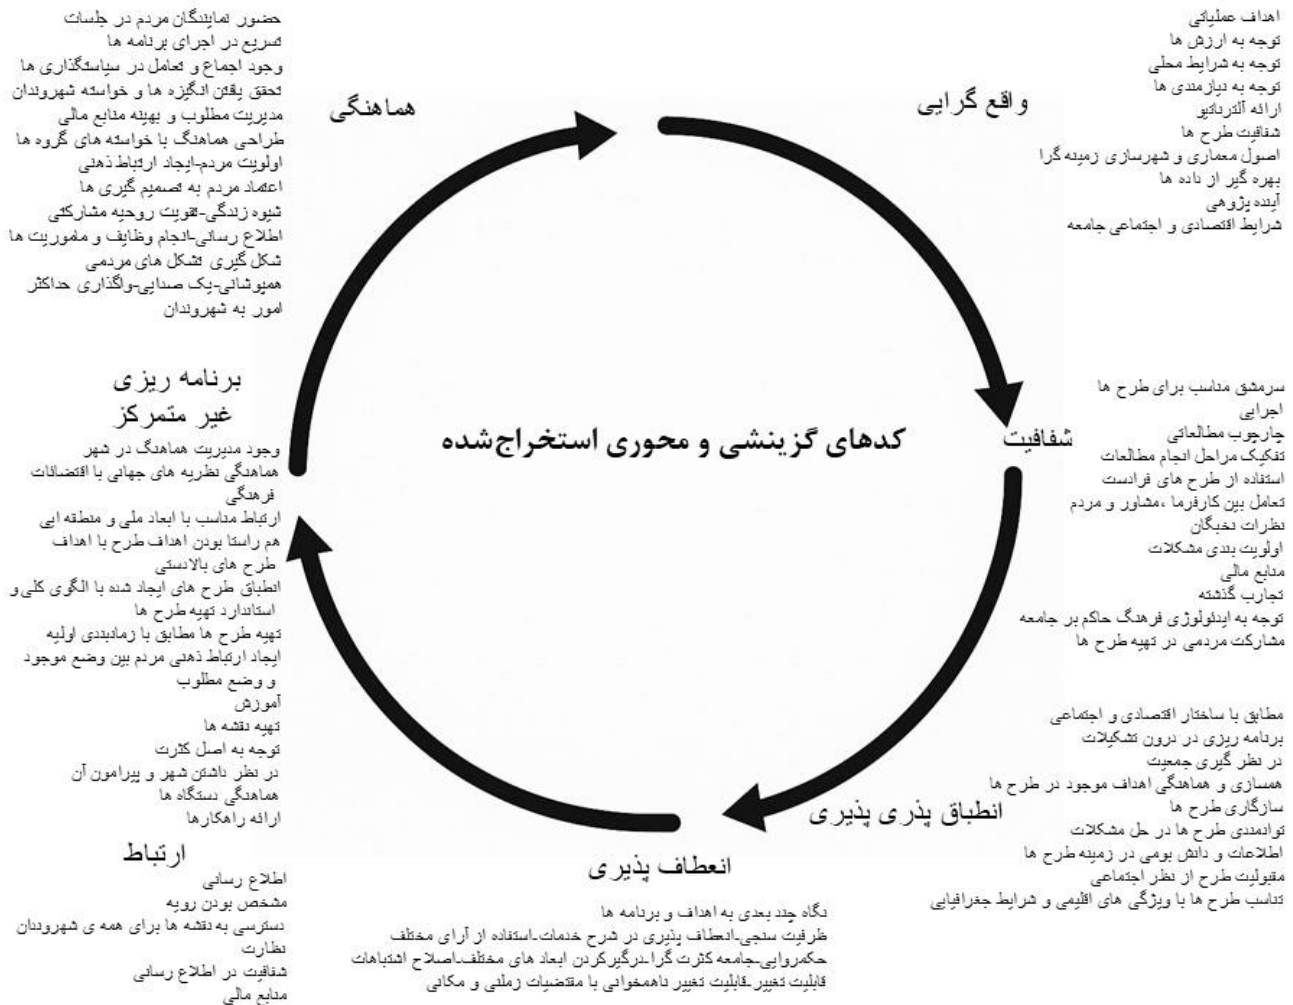 واقع گرایی
اهداف عملیاتی
توجه به ارزش ها
توجه به شرایط محلی
توجه به نیازمندی ها
ارائه آلترناتیو
شفافیت طرح ها
اصول معماری و شهرسازی زمینه گرا
بهره گیر از داده ها
آینده پژوهی
شرایط اقتصادی و اجتماعی جامعه
شفافیت
سرمشق مناسب برای طرح ها
اجرایی
چارچوب مطالعاتی
تفکیک مراحل انجام مطالعات
استفاده از طرح های فرادست
تعامل بین کارفرما ،مشاور و مردم
نظرات نخبگان
اولویت بندی مشکلات
منابع مالی
تجارب گذشته
توجه به ایدئولوژی فرهنگ حاکم بر جامعه
مشارکت مردمی در تهیه طرح ها
کدهای گزینشی و محوری استخراج‌شده
انطباق پذری پذیری
مطابق با ساختار اقتصادی و اجتماعی
برنامه ریزی در درون تشکیلات
در نظر گیری جمعیت
همسازی و هماهنگی اهداف موجود در طرح ها
سازگاری طرح ها
توانمندی طرح ها در حل مشکلات
اطلاعات و دانش بومی در زمینه طرح ها
مقبولیت طرح از نظر اجتماعی
تناسب طرح ها با ویژگی های اقلیمی و شرایط جغرافیایی
انعطاف پذیری
نگاه چند بعدی به اهداف و برنامه ها
ظرفیت سنجی-انعطاف پذیری در شرح خدمات-استفاده از آرای مختلف
حکمروایی-جامعه کثرت گرا-درگیرکردن ابعاد های مختلف-اصلاح اشتباهات
قابلیت تغییر-قابلیت تغییر ناهمخوانی با مقتضیات زملنی و مکانی
هماهنگی
حضور نمایندگان مردم در جلسات
تسریع در اجرای برنامه ها
وجود اجماع و تعامل در سیاستگذاری ها
تحقق یافتن انگیزه ها و خواسته شهروندان
مدیریت مطلوب و بهینه منابع مالی
طراحی هماهنگ با خواسته های گروه ها
اولویت مردم-ایجاد ارتباط ذهنی
اعتماد مردم به تصمیم گیری ها
شیوه زندگی-تقویت روحیه مشارکتی
اطلاع رسانی-انجام وظایف و ماموریت ها
شکل گیری تشکل های مردمی
همپوشانی-یک صدایی-واگذاری حداکثر
امور به شهروندان
برنامه ریزی
غیر متمرکز
وجود مدیریت هماهنگ در شهر
هماهنگی نظریه های جهانی با اقتضائات
فرهنگی
ارتباط مناسب با ابعاد ملی و منطقه ایی
هم راستا بودن اهداف طرح با اهداف
طرح های بالادستی
انطباق طرح های ایجاد شده با الگوی کلی و
استاندارد تهیه طرح ها
تهیه طرح ها مطابق با زمانبندی اولیه
ایجاد ارتباط ذهنی مردم بین وضع موجود
و وضع مطلوب
آموزش
تهیه نقشه ها
توجه به اصل کثرت
در نظر داشتن شهر و پیرامون آن
هماهنگی دستگاه ها
ارائه راهکارها
ارتباط
اطلاع رسانی
مشخص بودن رویه
دسترسی به نقشه ها برای همه ی شهروندان
نظارت
شفاقیت در اطلاع رسانی
منابع مالی